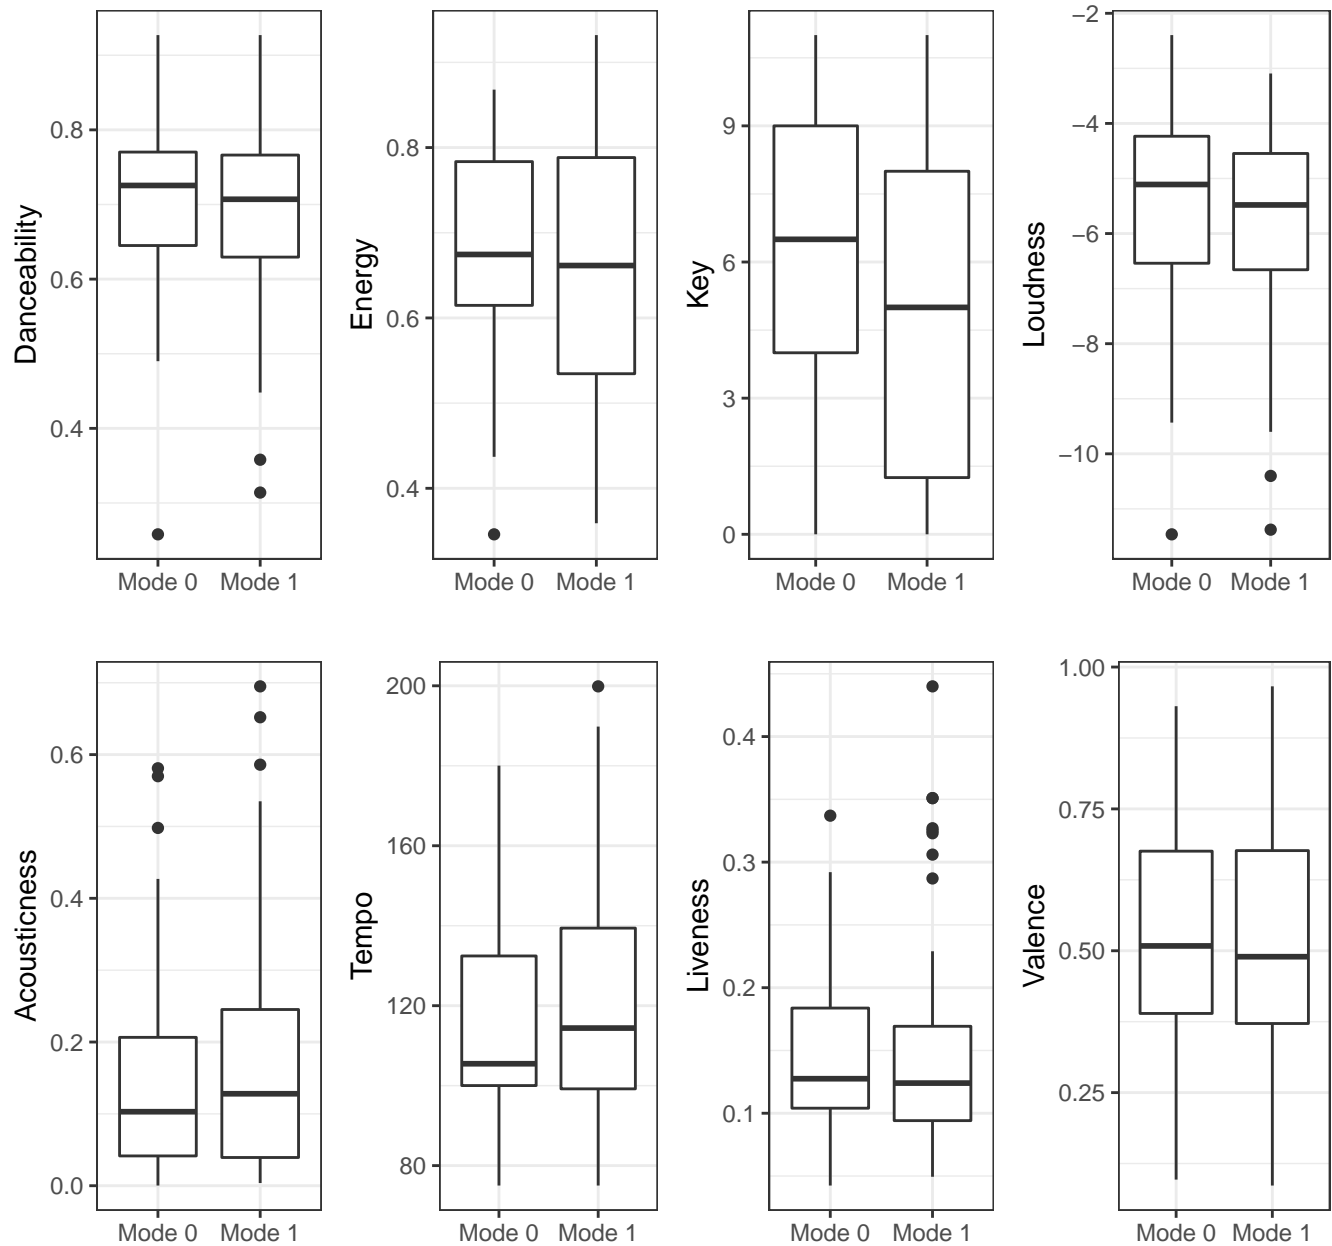 Danceability
0.8
0.6
0.4
Mode 0 Mode 1
Energy
0.8
0.6
0.4
Mode 0 Mode 1
Key
9
6
3
0
Mode 0 Mode 1
Loudness
−2
−4
−6
−8
−10
Mode 0 Mode 1
Acousticness
0.6
0.4
0.2
0.0
Mode 0 Mode 1
Tempo
200
160
120
80
Mode 0 Mode 1
Liveness
0.4
0.3
0.2
0.1
Mode 0 Mode 1
Valence
1.00
0.75
0.50
0.25
Mode 0 Mode 1